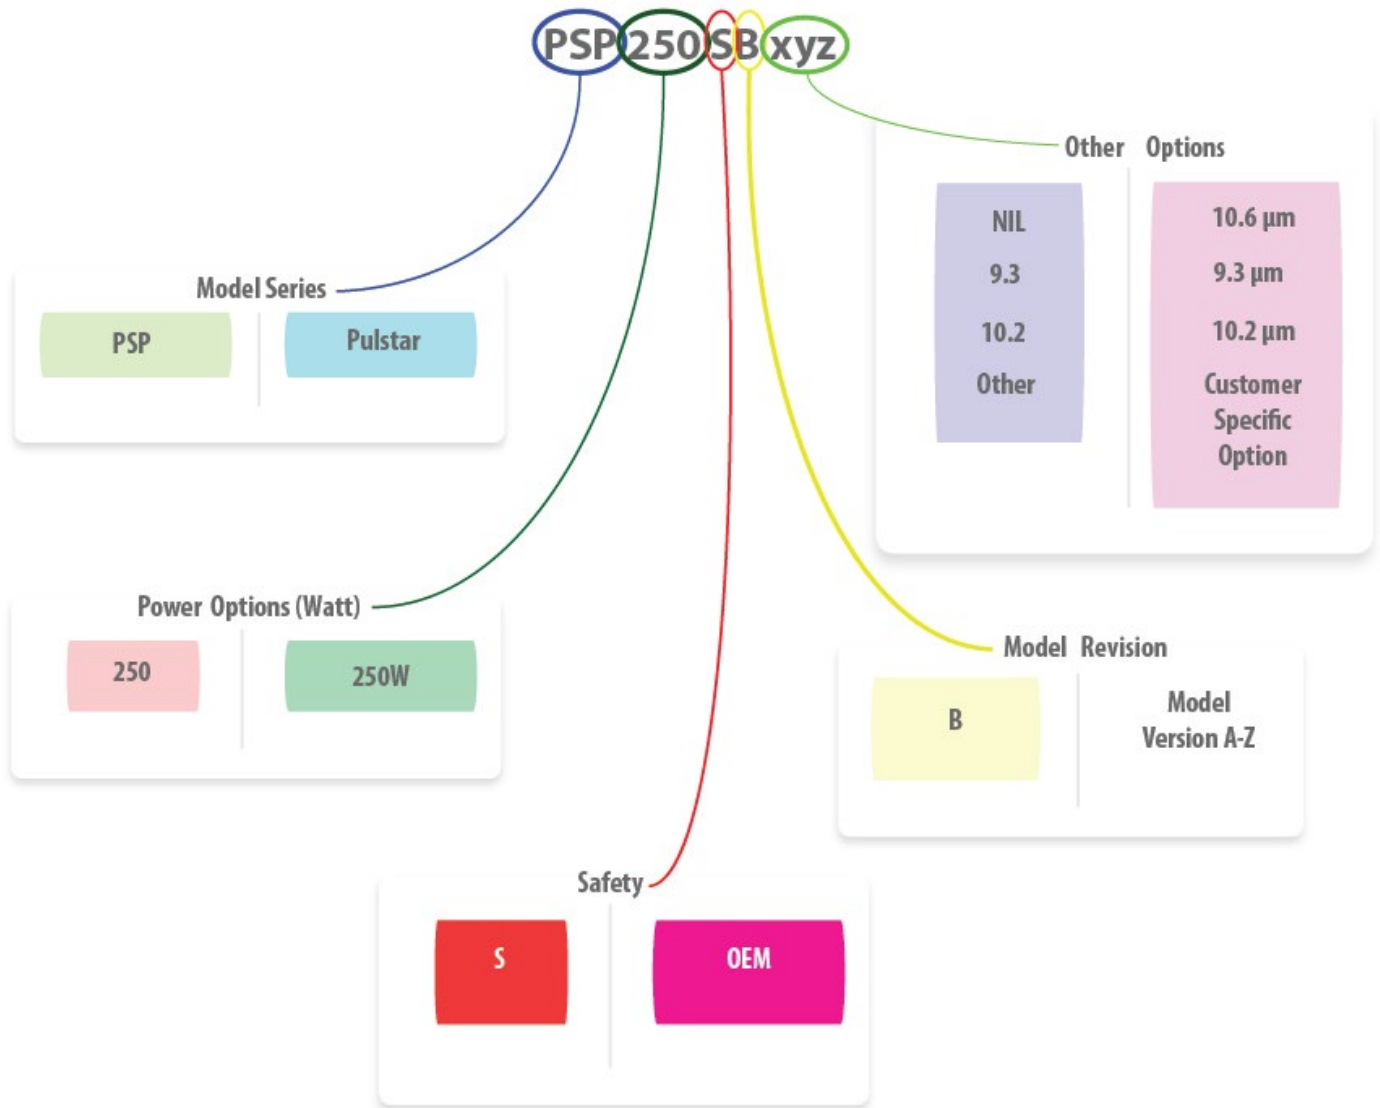 PSP250SBxyz
Other Options
NIL
10.6 µm
9.3
9.3 µm
10.2
10.2 µm
Other
Customer
Specific
Option
Model Series
PSP
Pulstar
Power Options (Watt)
250
250W
Model Revision
B
Model
Version A-Z
Safety
S
OEM